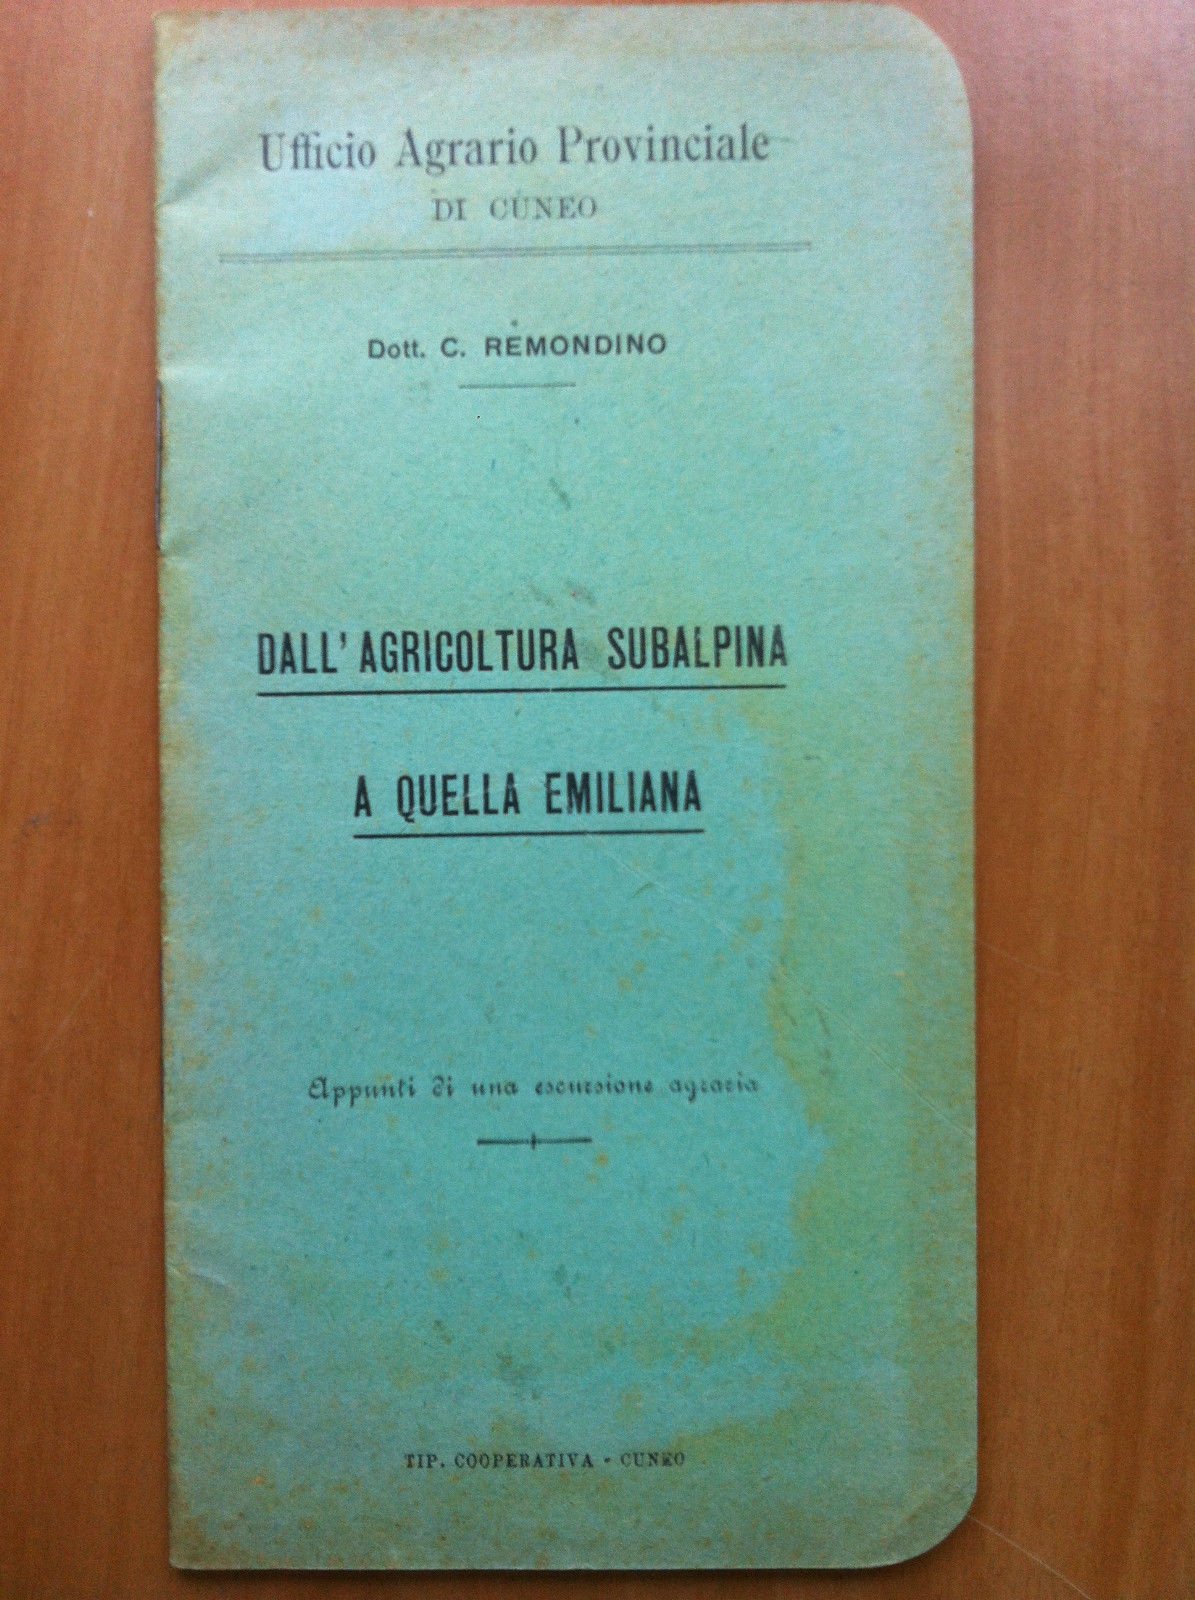 Ufficio Agrario Provinciale
DI CUNEO
Dott. C. REMONDINO
DALL' AGRICOLTURA SUBALPINA
A QUELLA EMILIANA
Appunti di una escursione agraria
TIP. COOPERATIVA - CUNEO